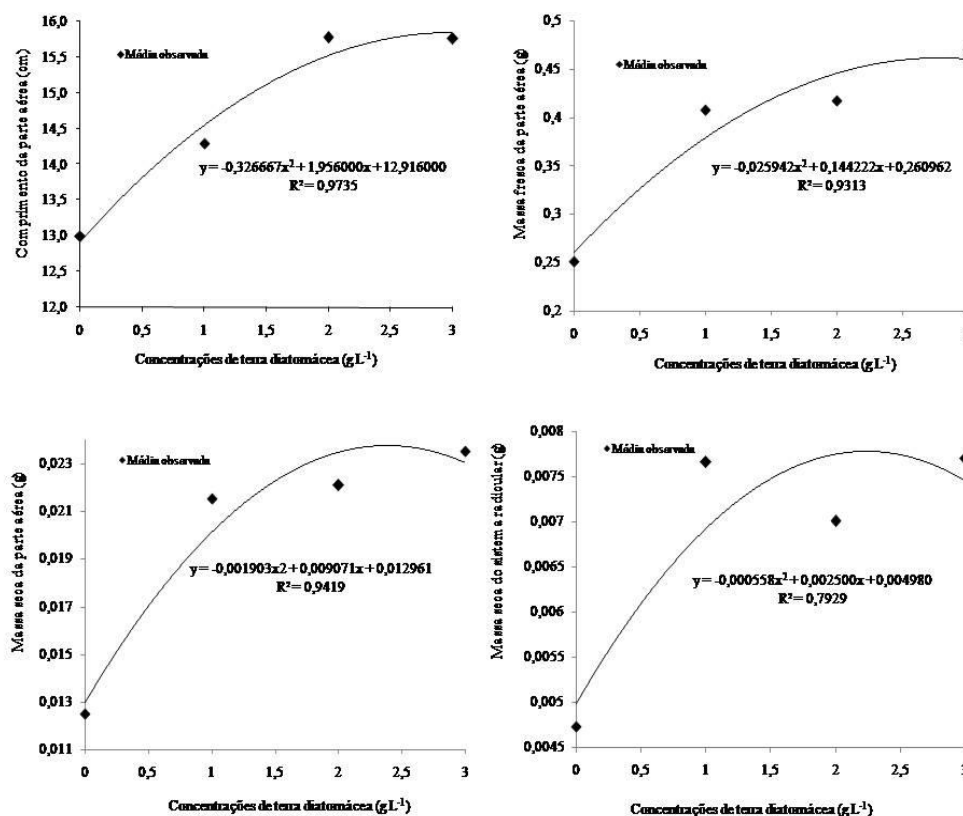 Comprimento da parte aérea (cm)
16,0
15,5
15,0
14,5
14,0
13,5
13,0
12,5
12,0
Média observada
y = -0,326667x² + 1,956000x + 12,916000
R² = 0,9735
0 0,5 1 1,5 2 2,5 3
Concentrações de terra diatomácea (g L⁻¹)
Massa fresca da parte aérea (g)
0,5
0,45
0,4
0,35
0,3
0,25
0,2
Média observada
y = -0,025942x² + 0,144222x + 0,260962
R² = 0,9313
0 0,5 1 1,5 2 2,5 3
Concentrações de terra diatomácea (g L⁻¹)
Massa seca da parte aérea (g)
0,023
0,021
0,019
0,017
0,015
0,013
0,011
Média observada
y = -0,001903x2 + 0,009071x + 0,012961
R² = 0,9419
0 0,5 1 1,5 2 2,5 3
Concentrações de terra diatomácea (g L⁻¹)
Massa seca do sistema radicular (g)
0,008
0,0075
0,007
0,0065
0,006
0,0055
0,005
0,0045
Média observada
y = -0,000558x² + 0,002500x + 0,004980
R² = 0,7929
0 0,5 1 1,5 2 2,5 3
Concentrações de terra diatomácea (g L⁻¹)